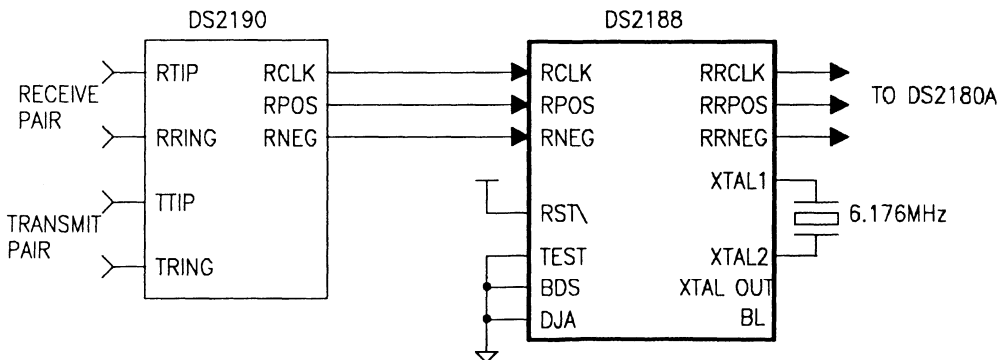 DS2190
DS2188
RECEIVE
PAIR
RTIP
RRING
TRANSMIT
PAIR
TTIP
TRING
RCLK
RPOS
RNEG
RCLK
RPOS
RNEG
RST\
TEST
BDS
DJA
RRCLK
RRPOS
RRNEG
XTAL1
XTAL2
XTAL OUT
BL
TO DS2180A
6.176MHz